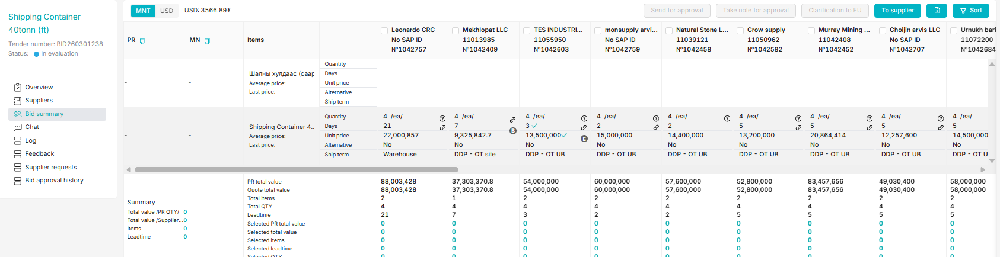 Shipping Container
40tonn (ft)
Tender number: BID260301238
Status: In evaluation
Overview
Suppliers
Bid summary
Chat
Log
Feedback
Supplier requests
Bid approval history
MNT USD USD: 3566.89₮
Send for approval Take note for approval Clarification to EU To supplier Sort
PR MN Items
Leonardo CRC
No SAP ID
№1042757
Mekhlopat LLC
11013985
№1042409
TES INDUSTRI...
11055950
№1042603
monsupply arvi...
No SAP ID
№1042759
Natural Stone L...
11039121
№1042458
Grow supply
11050962
№1042582
Murray Mining ...
11042408
№1042452
Choijin arvis LLC
No SAP ID
№1042707
Urnukh bari
11072200
№1042684
- - Шалны хулдаас (саар
Average price:
Last price:
Quantity
Days
Unit price
Alternative
Ship term
- - Shipping Container 4...
Average price:
Last price:
Quantity 4 /ea/ 4 /ea/ 4 /ea/ 4 /ea/ 4 /ea/ 4 /ea/ 4 /ea/ 4 /ea/ 4 /ea/
Days 21 7 3 2 2 5 5 5 5
B
Unit price 22,000,857 9,325,842.7 13,500,000 15,000,000 14,400,000 13,200,000 20,864,414 12,257,600 14,500,000
E
Alternative No No No No No No No No No
Ship term Warehouse DDP - OT site DDP - OT UB DDP - OT UB DDP - OT UB DDP - OT UB DDP - OT UB DDP - OT UB DDP - OT U
Summary
Total value /PR QTY/ 0
Total value /Supplier... 0
Items 0
Leadtime 0
PR total value 88,003,428 37,303,370.8 54,000,000 60,000,000 57,600,000 52,800,000 83,457,656 49,030,400 58,000,000
Quote total value 88,003,428 37,303,370.8 54,000,000 60,000,000 57,600,000 52,800,000 83,457,656 49,030,400 58,000,000
Total items 2 1 2 2 2 2 2 2 2
Total QTY 4 4 4 4 4 4 4 4 4
Leadtime 21 7 3 2 2 5 5 5 5
Selected PR total value 0 0 0 0 0 0 0 0 0
Selected total value 0 0 0 0 0 0 0 0 0
Selected items 0 0 0 0 0 0 0 0 0
Selected leadtime 0 0 0 0 0 0 0 0 0
Selected QTY 0 0 0 0 0 0 0 0 0